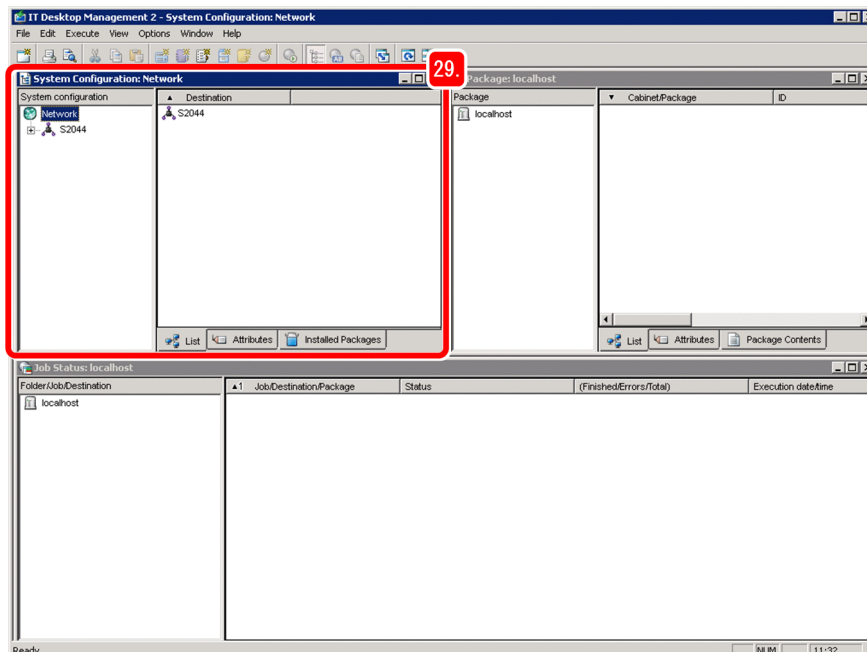 IT Desktop Management 2 - System Configuration: Network
File Edit Execute View Options Window Help
29.
System Configuration: Network
System configuration
Network
S2044
▲ Destination
S2044
List Attributes Installed Packages
Package: localhost
Package
localhost
▼ Cabinet/Package ID
List Attributes Package Contents
Job Status: localhost
Folder/Job/Destination
localhost
▲1 Job/Destination/Package Status (Finished/Errors/Total) Execution date/time
Ready NUM 11:32